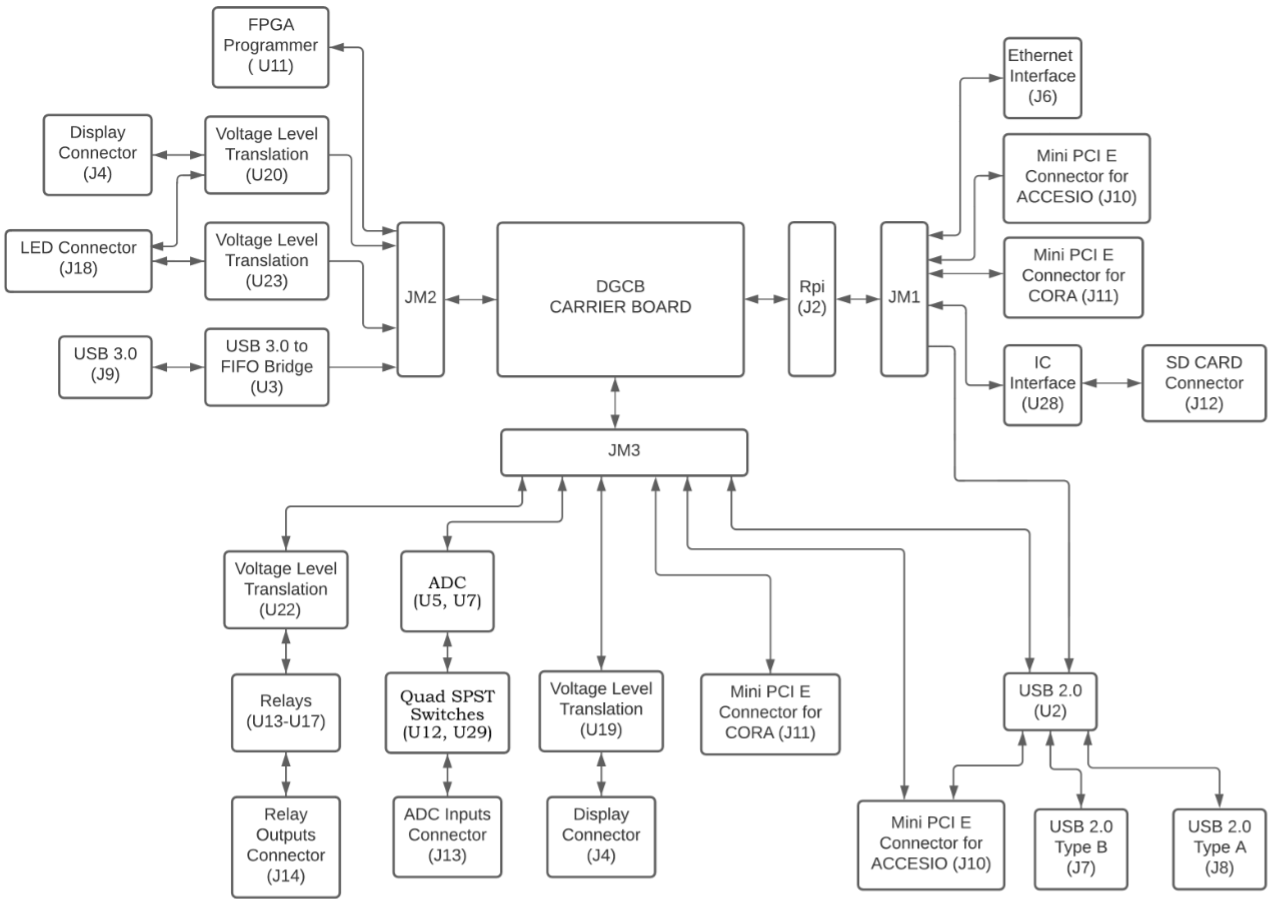 FPGA
Programmer
( U11)
Ethernet
Interface
(J6)
Display
Connector
(J4)
Voltage Level
Translation
(U20)
Mini PCI E
Connector for
ACCESIO (J10)
LED Connector
(J18)
Voltage Level
Translation
(U23)
JM2
DGCB
CARRIER BOARD
Rpi
(J2)
JM1
Mini PCI E
Connector for
CORA (J11)
USB 3.0
(J9)
USB 3.0 to
FIFO Bridge
(U3)
IC
Interface
(U28)
SD CARD
Connector
(J12)
JM3
Voltage Level
Translation
(U22)
ADC
(U5, U7)
Relays
(U13-U17)
Quad SPST
Switches
(U12, U29)
Voltage Level
Translation
(U19)
Mini PCI E
Connector for
CORA (J11)
USB 2.0
(U2)
Relay
Outputs
Connector
(J14)
ADC Inputs
Connector
(J13)
Display
Connector
(J4)
Mini PCI E
Connector for
ACCESIO (J10)
USB 2.0
Type B
(J7)
USB 2.0
Type A
(J8)